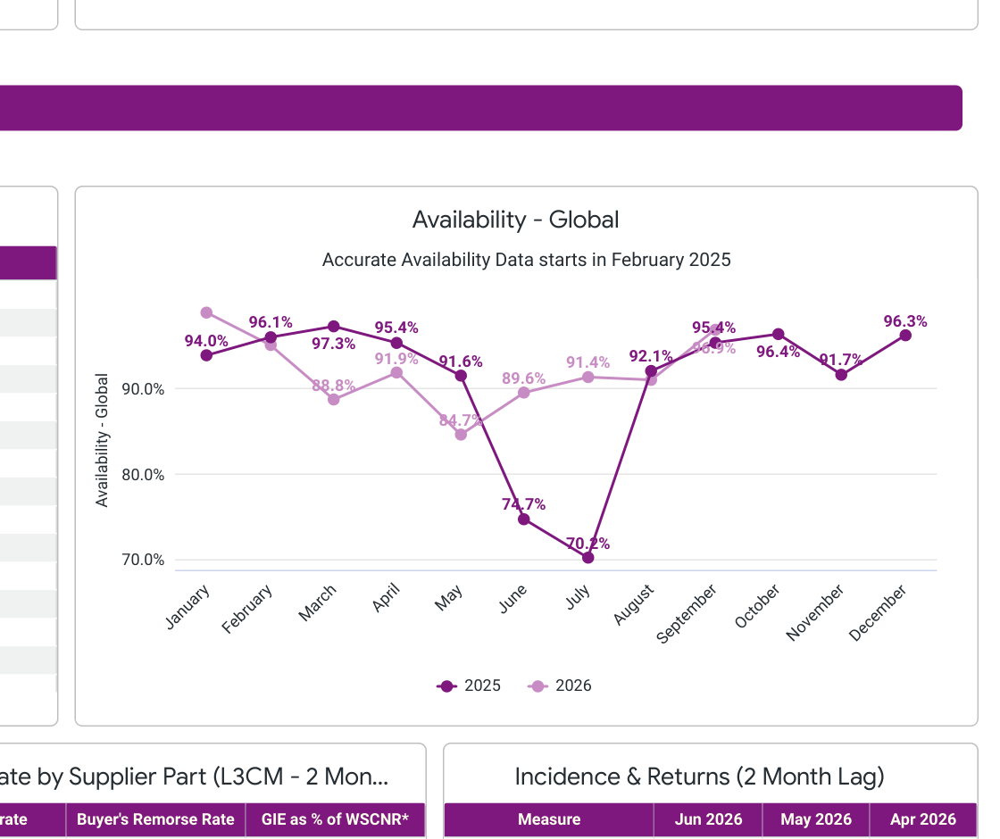 Availability - Global
Accurate Availability Data starts in February 2025
Availability - Global
90.0%
80.0%
70.0%
94.0%
96.1%
97.3%
95.4%
91.6%
74.7%
70.2%
92.1%
95.4%
96.4%
91.7%
96.3%
88.8%
91.9%
84.7%
89.6%
91.4%
96.9%
January
February
March
April
May
June
July
August
September
October
November
December
2025
2026
ate by Supplier Part (L3CM - 2 Mon...
rate
Buyer's Remorse Rate
GIE as % of WSCNR*
Incidence & Returns (2 Month Lag)
Measure
Jun 2026
May 2026
Apr 2026